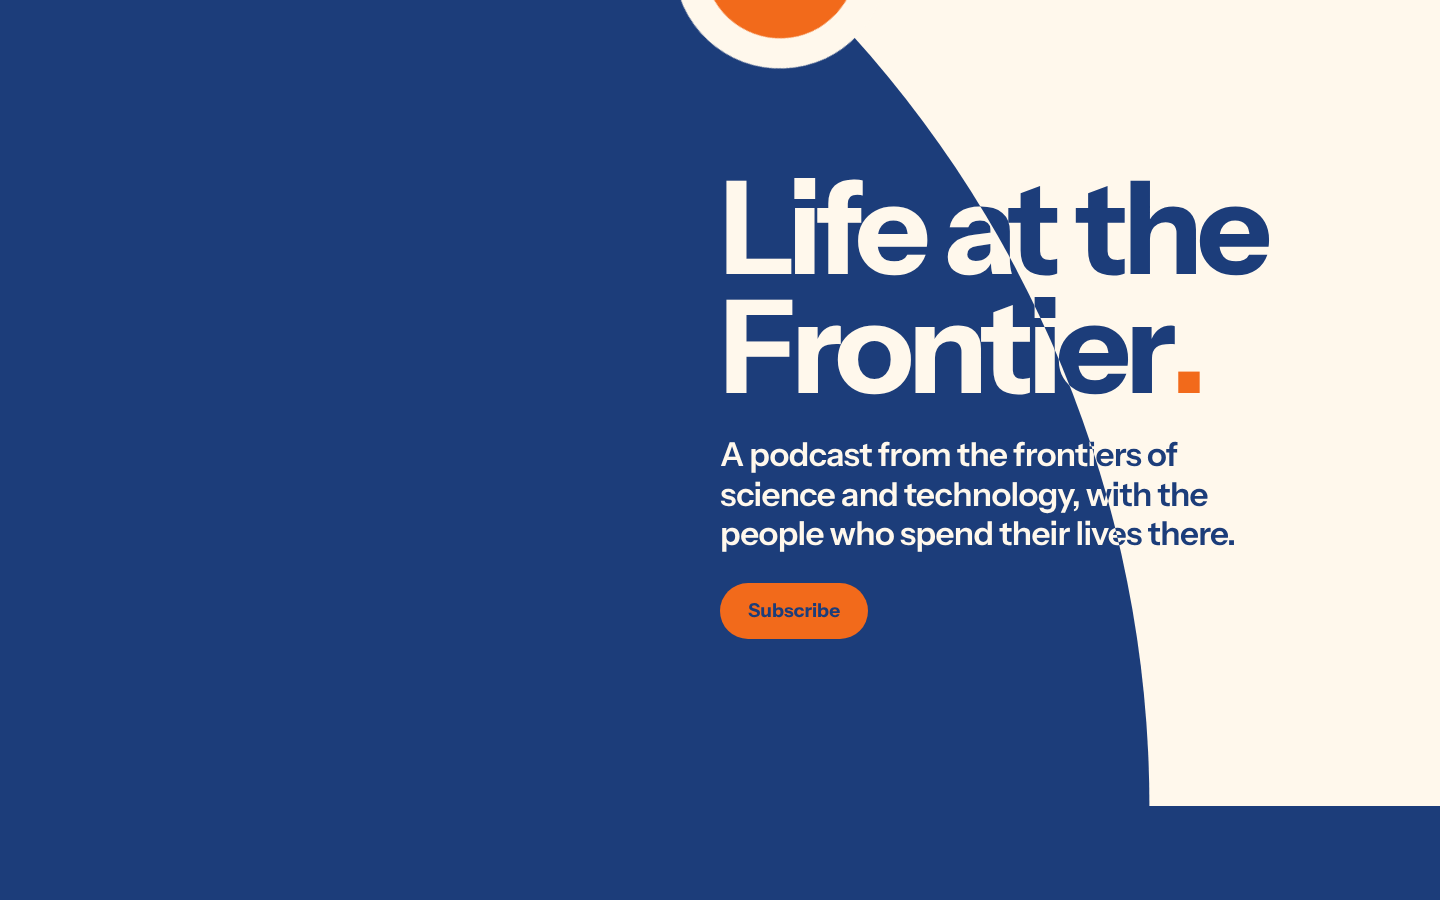 Life at the
Frontier.
A podcast from the frontiers of
science and technology, with the
people who spend their lives there.
Subscribe